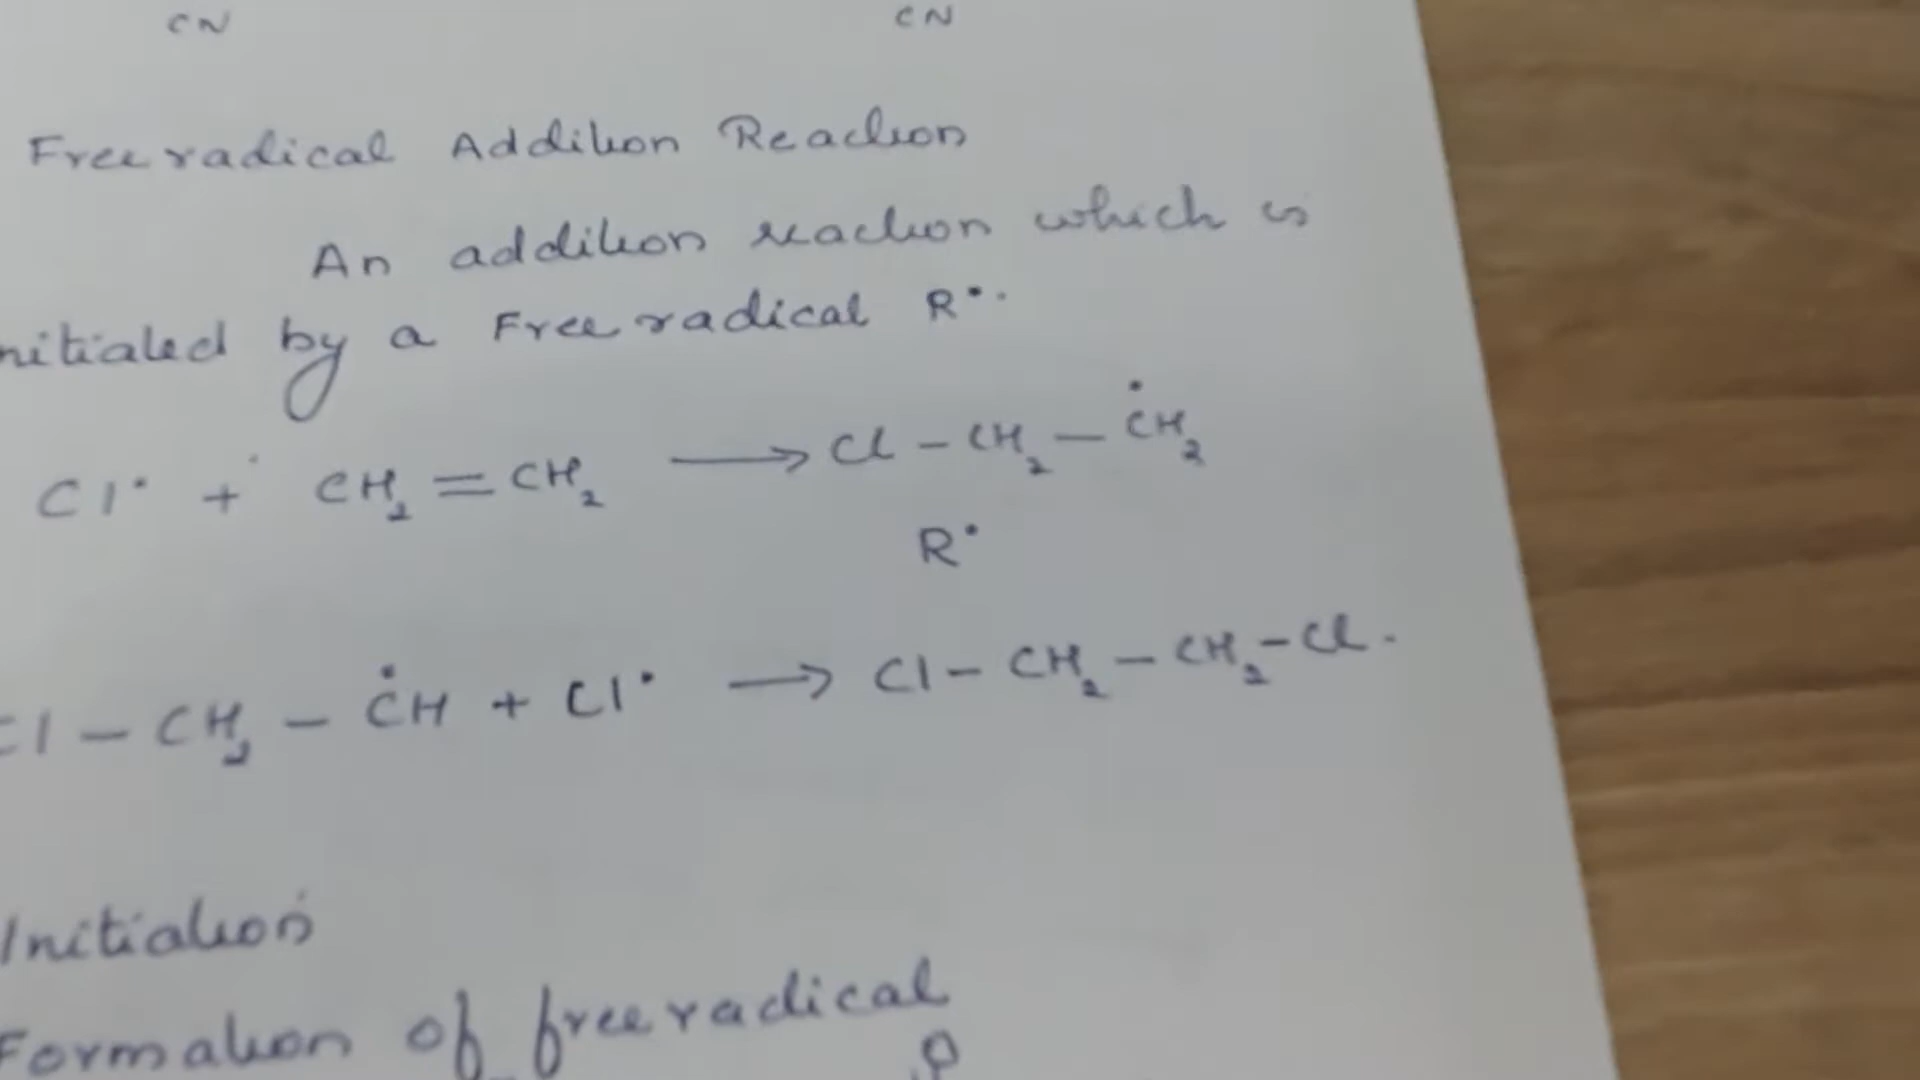 CN CN
Free radical Addition Reaction
An addition reaction which is
nitiated by a Free radical R•.
Cl• + CH₂ = CH₂ ⟶ Cl – CH₂ – ĊH₂
R•
Cl – CH₂ – ĊH + Cl• ⟶ Cl – CH₂ – CH₂ – Cl.
Initiation
Formation of free radical